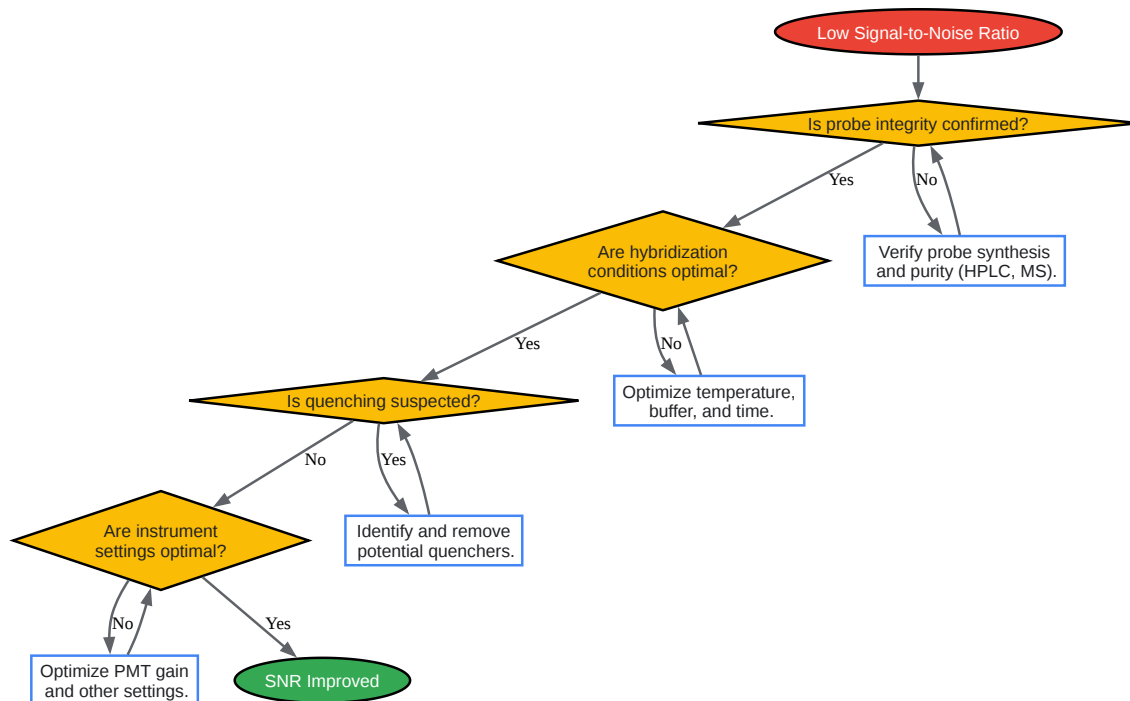 Low Signal-to-Noise Ratio
Is probe integrity confirmed?
Yes
No
Verify probe synthesis
and purity (HPLC, MS).
Are hybridization
conditions optimal?
Yes
No
Optimize temperature,
buffer, and time.
Is quenching suspected?
No
Yes
Identify and remove
potential quenchers.
Are instrument
settings optimal?
No
Yes
Optimize PMT gain
and other settings.
SNR Improved